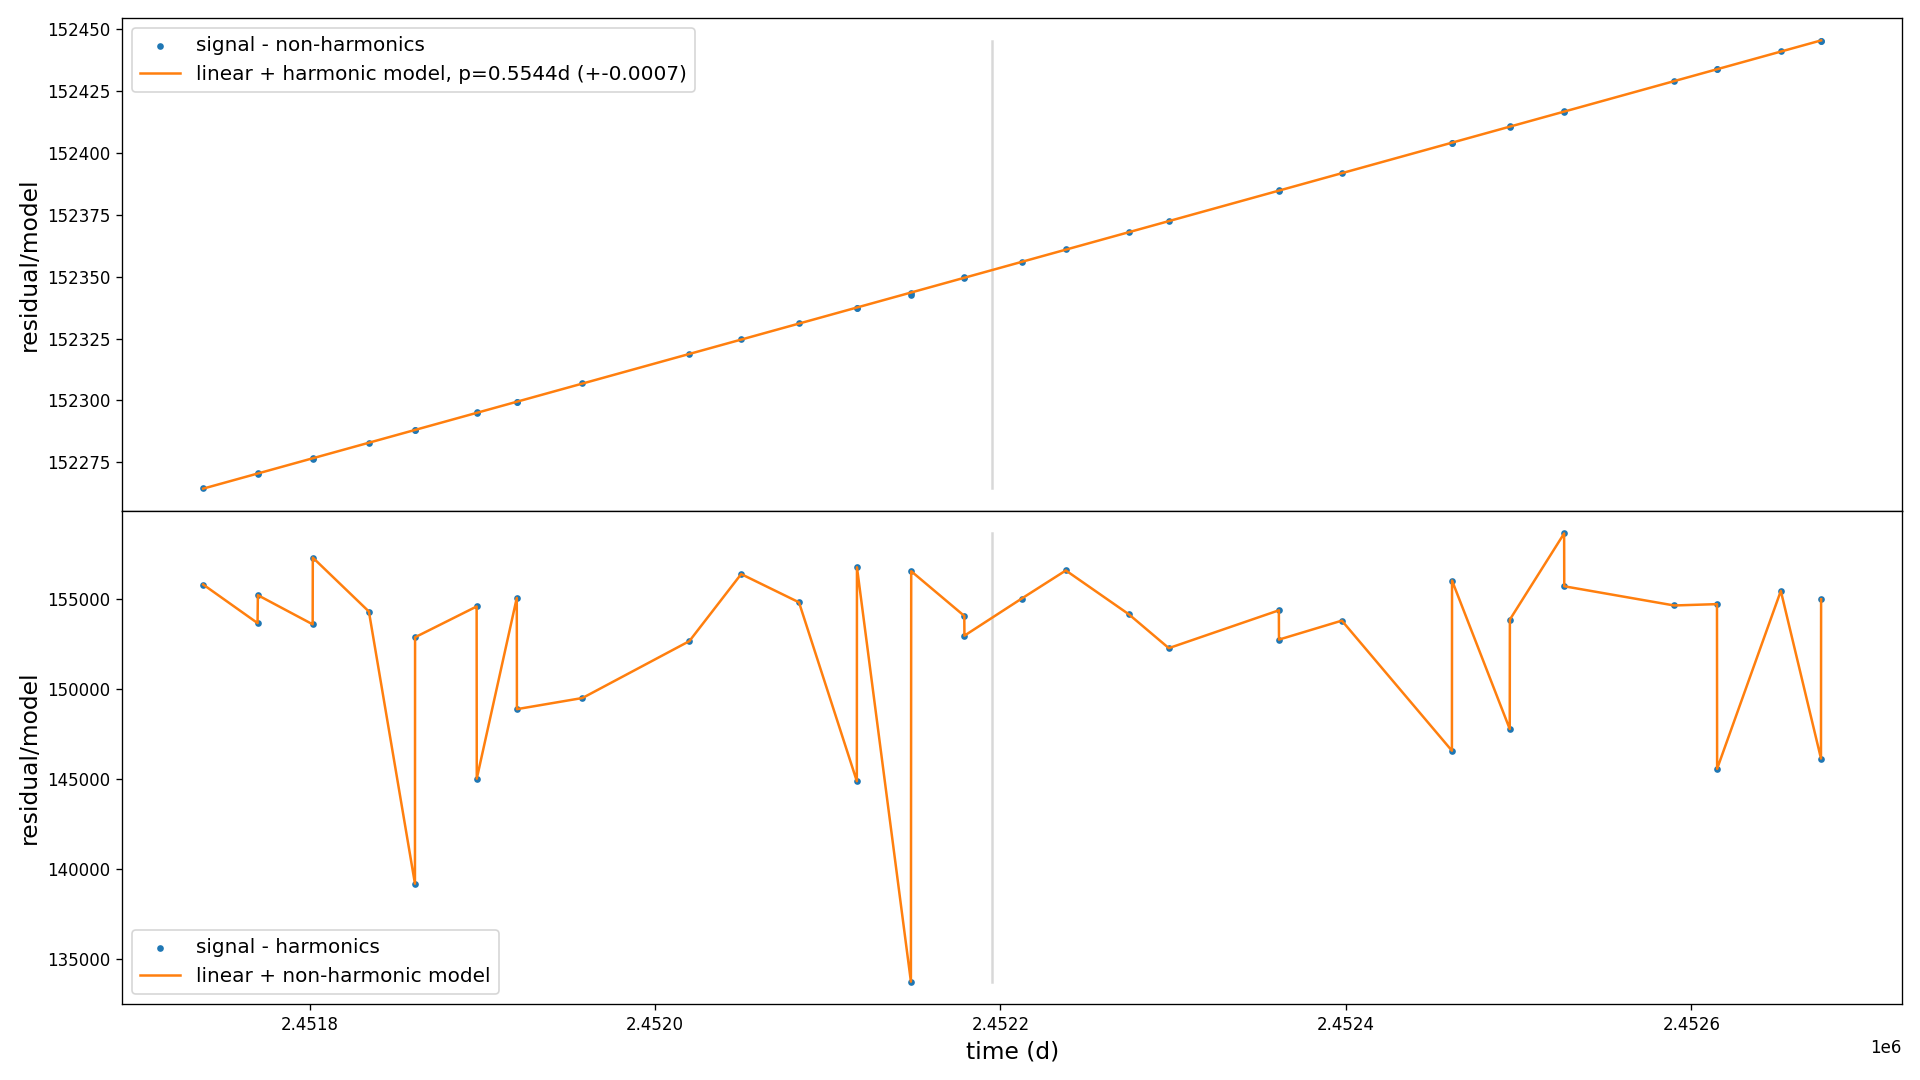 152450
152425
152400
152375
152350
152325
152300
152275
residual/model
signal - non-harmonics
linear + harmonic model, p=0.5544d (+-0.0007)
155000
150000
145000
140000
135000
residual/model
signal - harmonics
linear + non-harmonic model
2.4518
2.4520
2.4522
2.4524
2.4526
1e6
time (d)